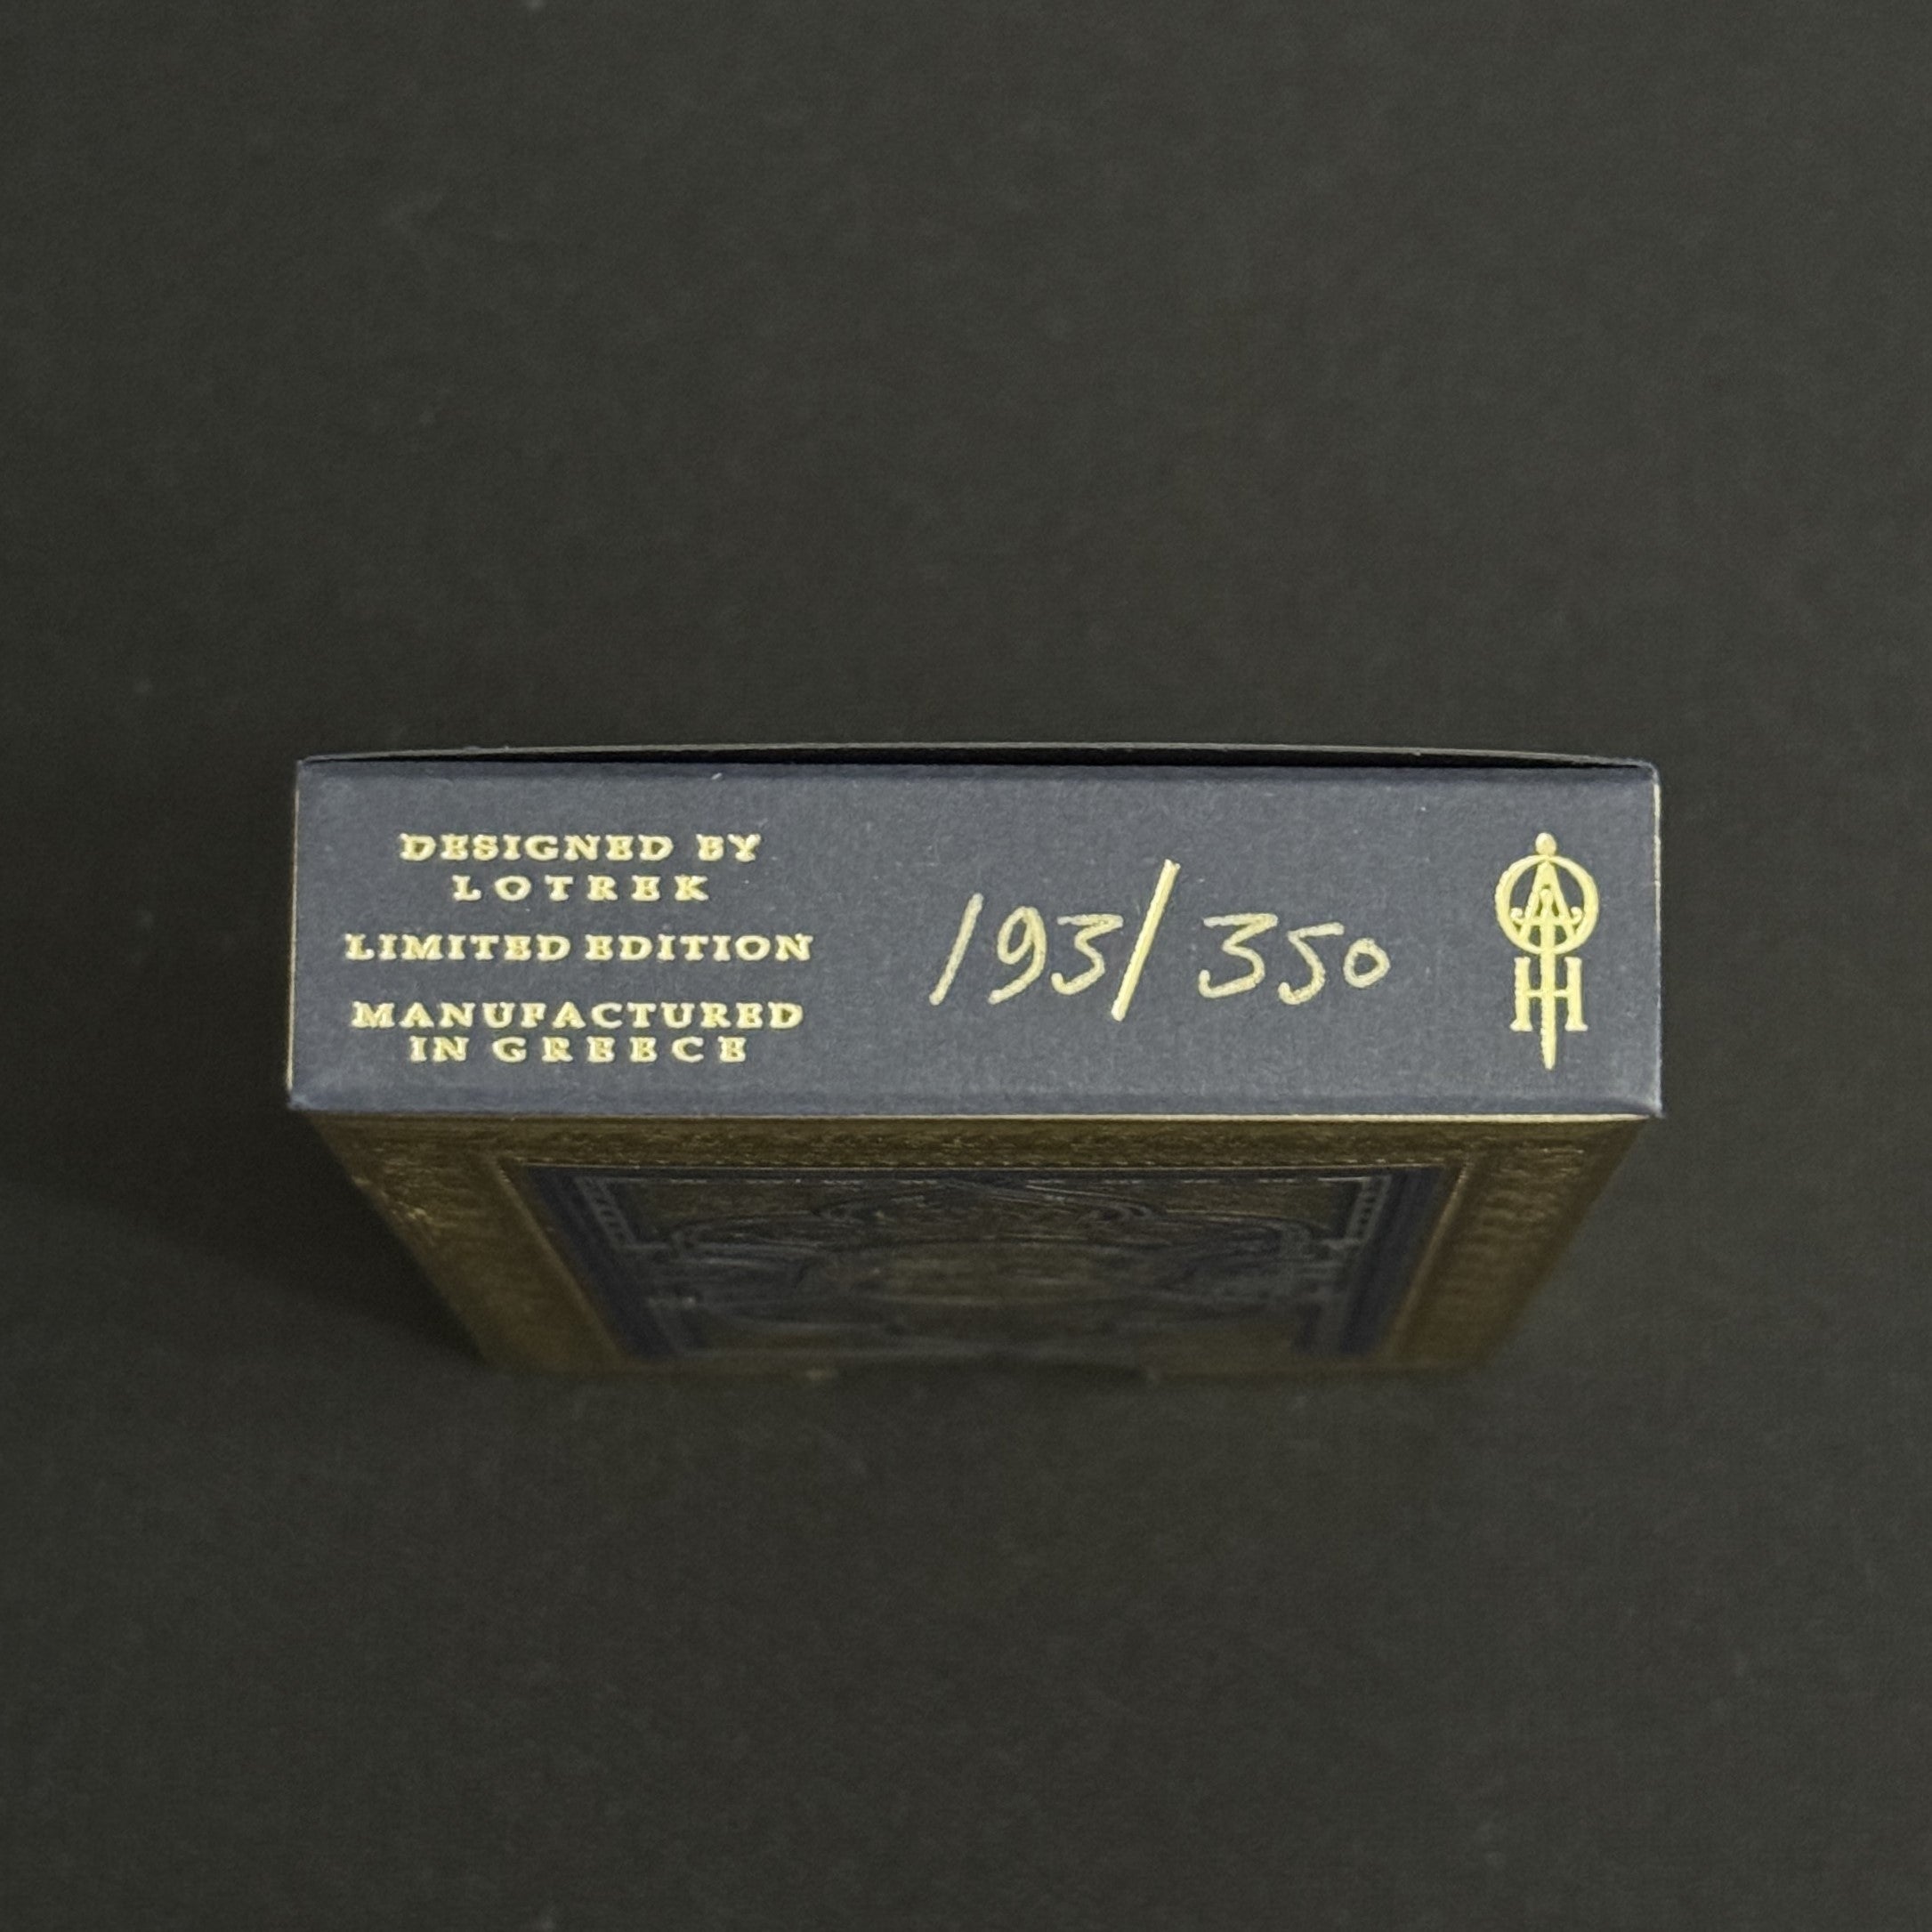 DESIGNED BY
LOTREK
LIMITED EDITION
MANUFACTURED
IN GREECE
193/350